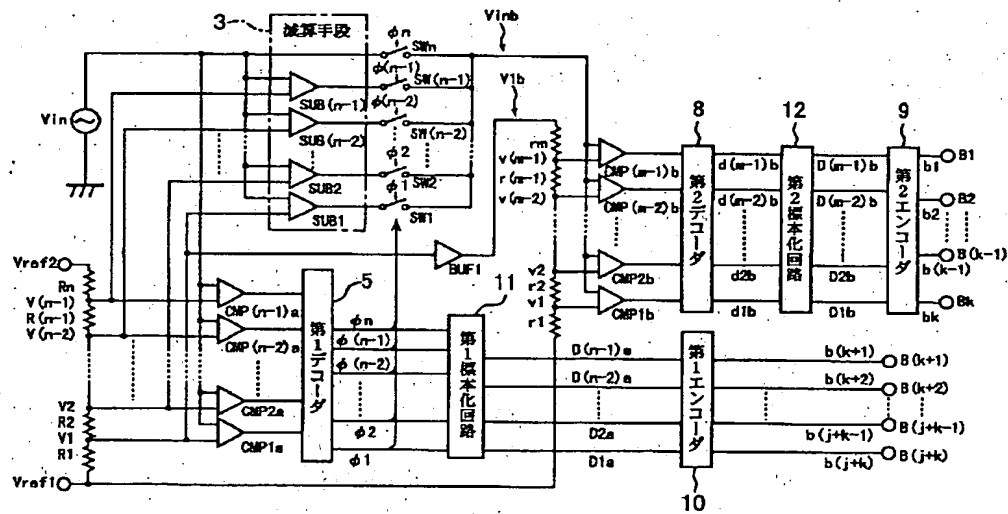 3
減算手段
φn
SWn
Vinb
φ(n-1)
SW(n-1)
SUB(n-1)
φ(n-2)
SW(n-2)
SUB(n-2)
φ2
SW2
SUB2
φ1
SW1
SUB1
Vin
V1b
rm
v(m-1)
r(m-1)
v(m-2)
v2
r2
v1
r1
CMP(m-1)b
CMP(m-2)b
CMP2b
CMP1b
8
第2デコーダ
d(m-1)b
d(m-2)b
d2b
d1b
12
第2標本化回路
D(m-1)b
D(m-2)b
D2b
D1b
9
第2エンコーダ
b1
B1
b2
B2
b(k-1)
B(k-1)
bk
Bk
BUF1
Vref2
Rn
V(n-1)
R(n-1)
V(n-2)
V2
R2
V1
R1
Vref1
CMP(n-1)a
CMP(n-2)a
CMP2a
CMP1a
5
第1デコーダ
φn
φ(n-1)
φ(n-2)
φ2
φ1
11
第1標本化回路
D(n-1)a
D(n-2)a
D2a
D1a
第1エンコーダ
10
b(k+1)
B(k+1)
b(k+2)
B(k+2)
b(j+k-1)
B(j+k-1)
b(j+k)
B(j+k)